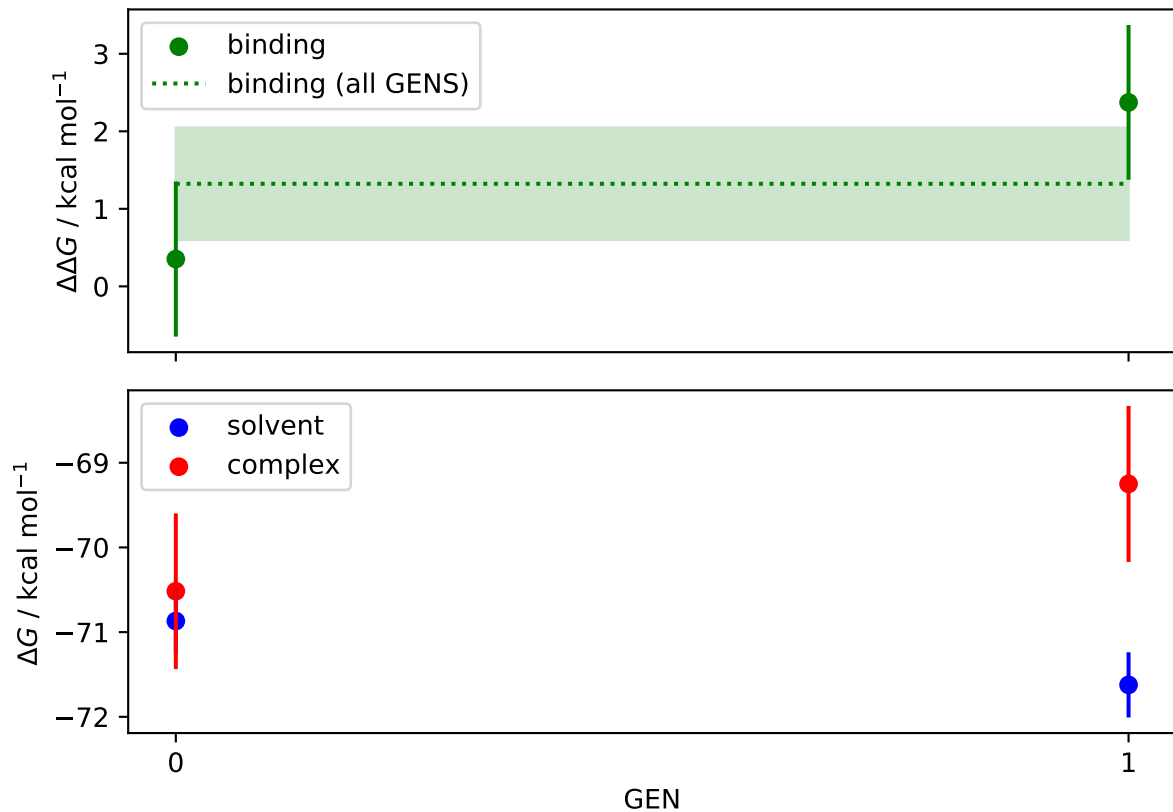 binding
binding (all GENS)
3
2
1
0
ΔΔG / kcal mol⁻¹
solvent
complex
−69
−70
−71
−72
ΔG / kcal mol⁻¹
0 1
GEN